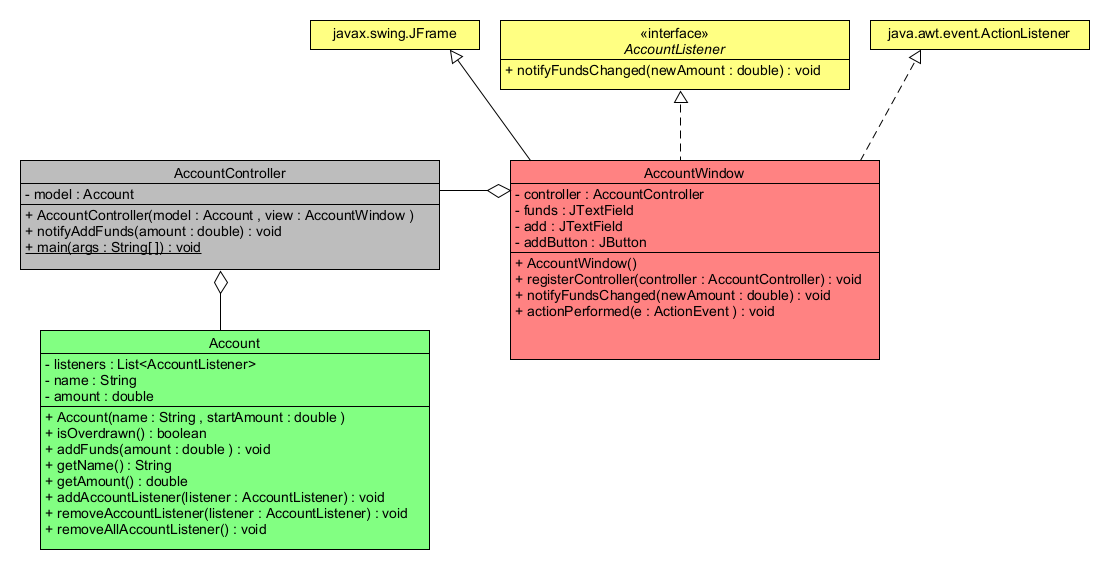 javax.swing.JFrame
«interface»
AccountListener
+ notifyFundsChanged(newAmount : double) : void
java.awt.event.ActionListener
AccountController
- model : Account
+ AccountController(model : Account , view : AccountWindow )
+ notifyAddFunds(amount : double) : void
+ main(args : String[ ]) : void
AccountWindow
- controller : AccountController
- funds : JTextField
- add : JTextField
- addButton : JButton
+ AccountWindow()
+ registerController(controller : AccountController) : void
+ notifyFundsChanged(newAmount : double) : void
+ actionPerformed(e : ActionEvent ) : void
Account
- listeners : List<AccountListener>
- name : String
- amount : double
+ Account(name : String , startAmount : double )
+ isOverdrawn() : boolean
+ addFunds(amount : double ) : void
+ getName() : String
+ getAmount() : double
+ addAccountListener(listener : AccountListener) : void
+ removeAccountListener(listener : AccountListener) : void
+ removeAllAccountListener() : void